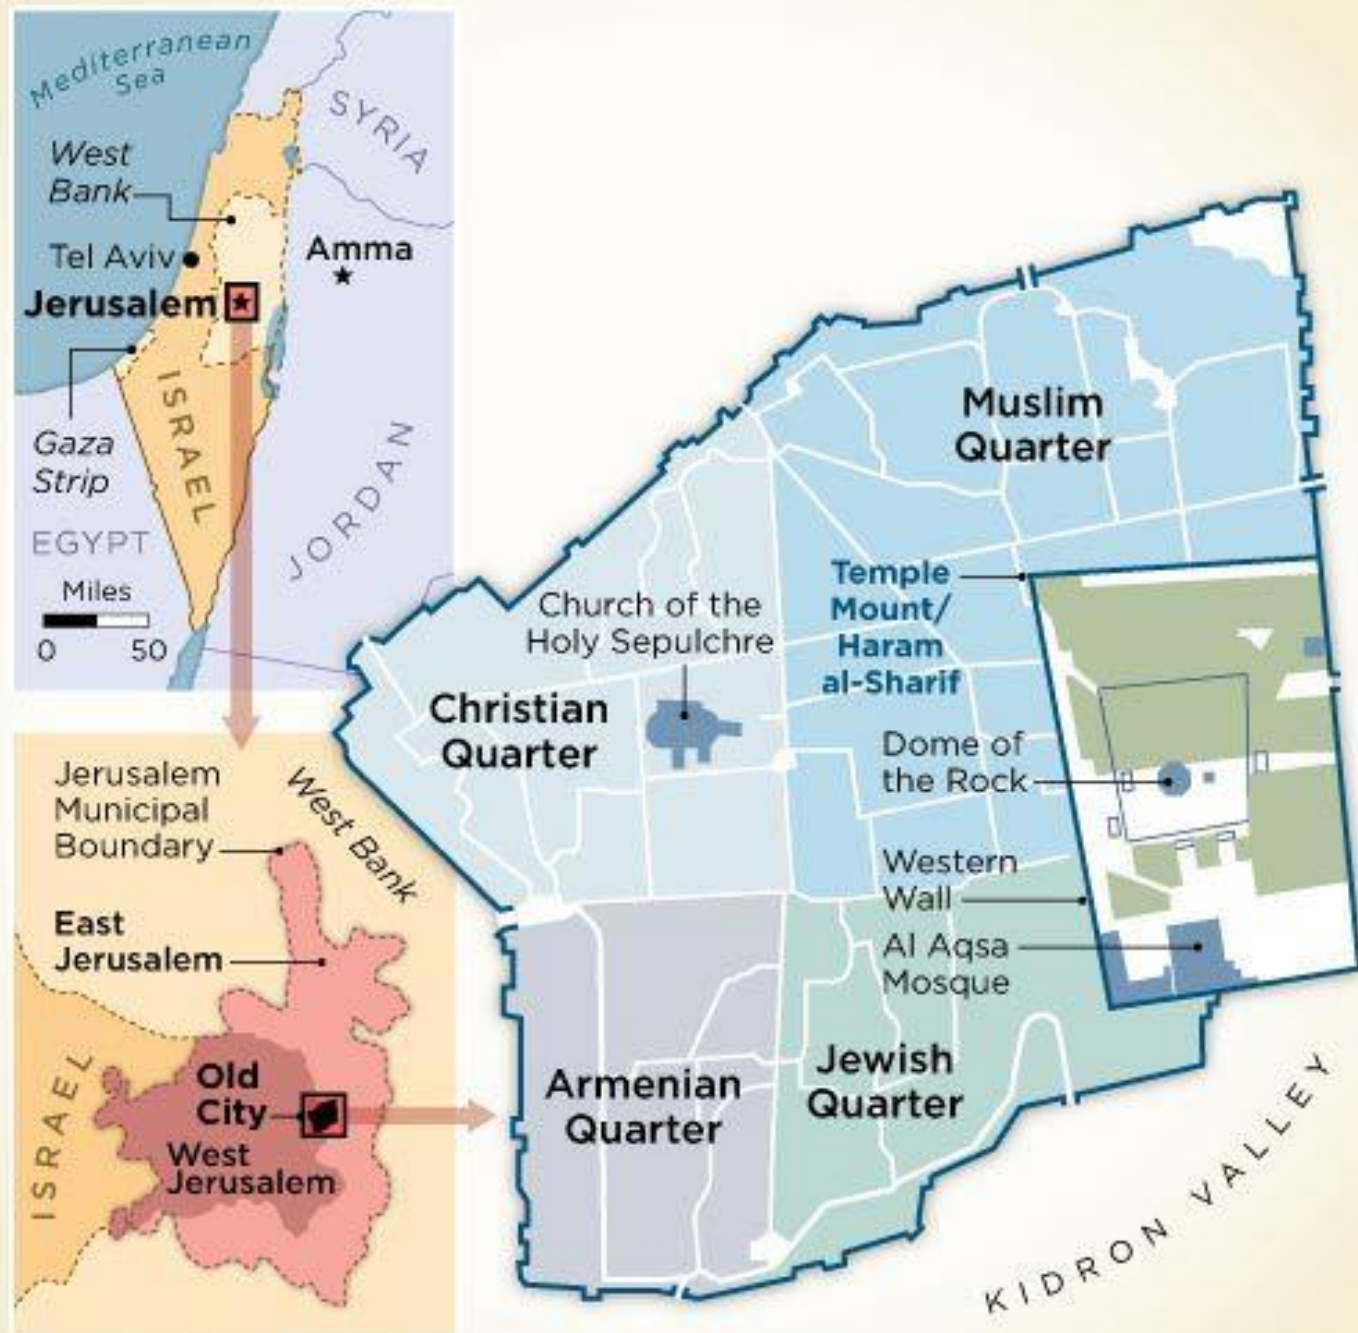 Mediterranean
Sea
SYRIA
West
Bank
Tel Aviv
Amma
Jerusalem
ISRAEL
Gaza
Strip
JORDAN
EGYPT
Miles
0 50
Jerusalem
Municipal
Boundary
West Bank
East
Jerusalem
ISRAEL
Old
City
West
Jerusalem
Muslim
Quarter
Temple
Mount/
Haram
al-Sharif
Church of the
Holy Sepulchre
Christian
Quarter
Dome of
the Rock
Western
Wall
Al Aqsa
Mosque
Armenian
Quarter
Jewish
Quarter
KIDRON VALLEY